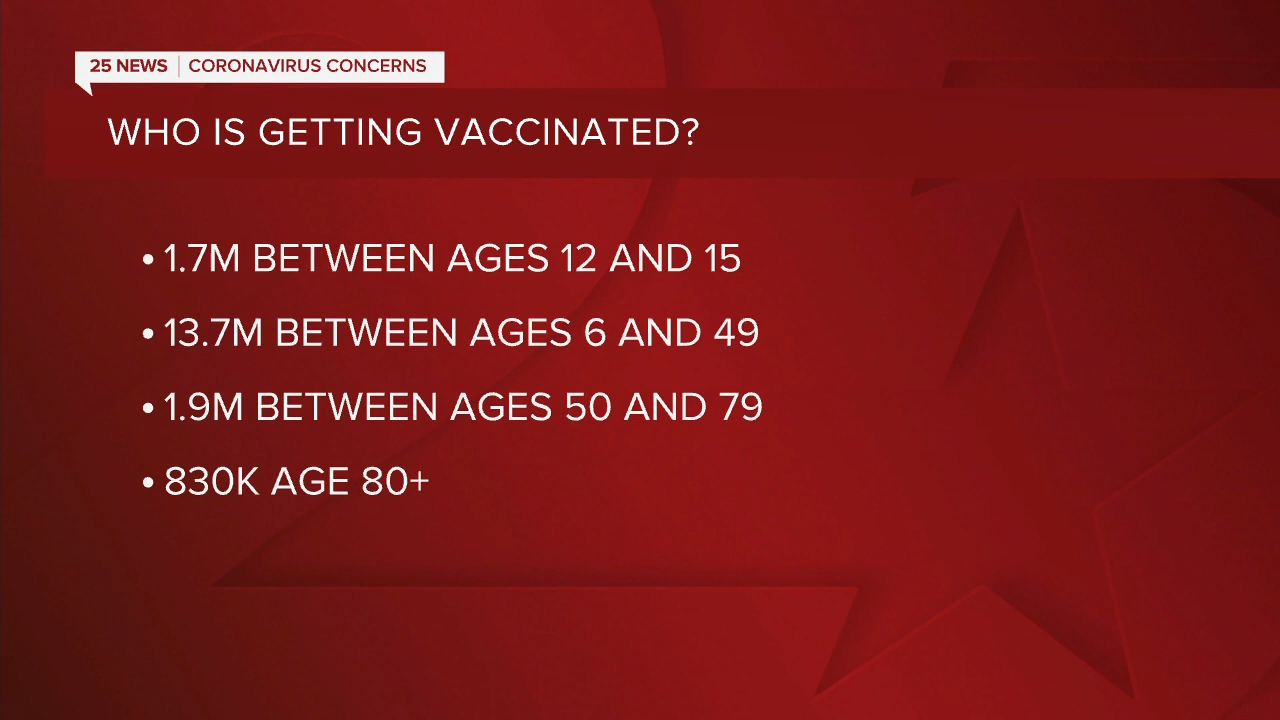 25 NEWS | CORONAVIRUS CONCERNS
WHO IS GETTING VACCINATED?
• 1.7M BETWEEN AGES 12 AND 15
• 13.7M BETWEEN AGES 6 AND 49
• 1.9M BETWEEN AGES 50 AND 79
• 830K AGE 80+